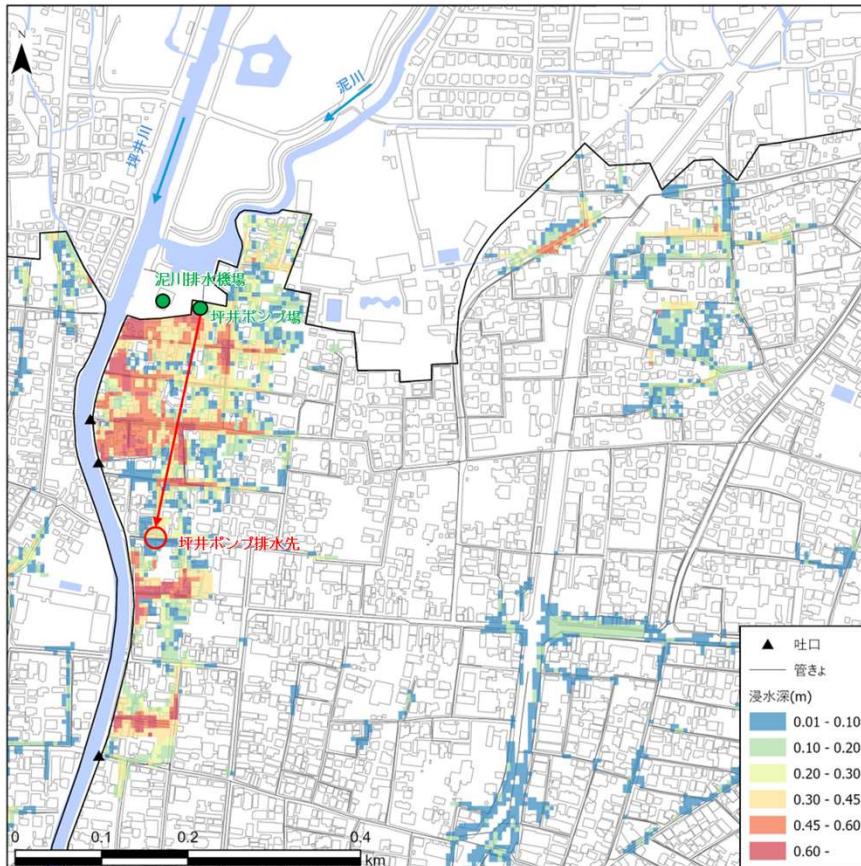 N
坪井川
泥川
泥川排水機場
坪井ポンプ場
坪井ポンプ排水先
吐口
管きょ
浸水深(m)
0.01 - 0.10
0.10 - 0.20
0.20 - 0.30
0.30 - 0.45
0.45 - 0.60
0.60 -
0 0.1 0.2 0.4
km